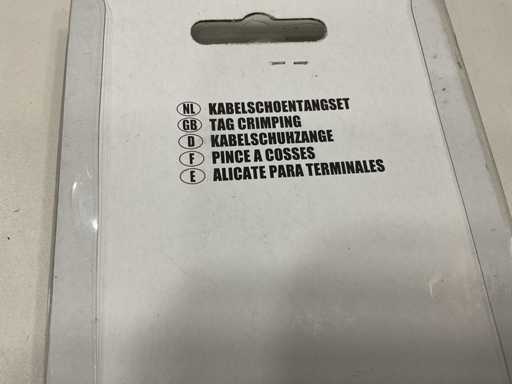 NL KABELSCHOENTANGSET
GB TAG CRIMPING
D KABELSCHUHZANGE
F PINCE A COSSES
E ALICATE PARA TERMINALES